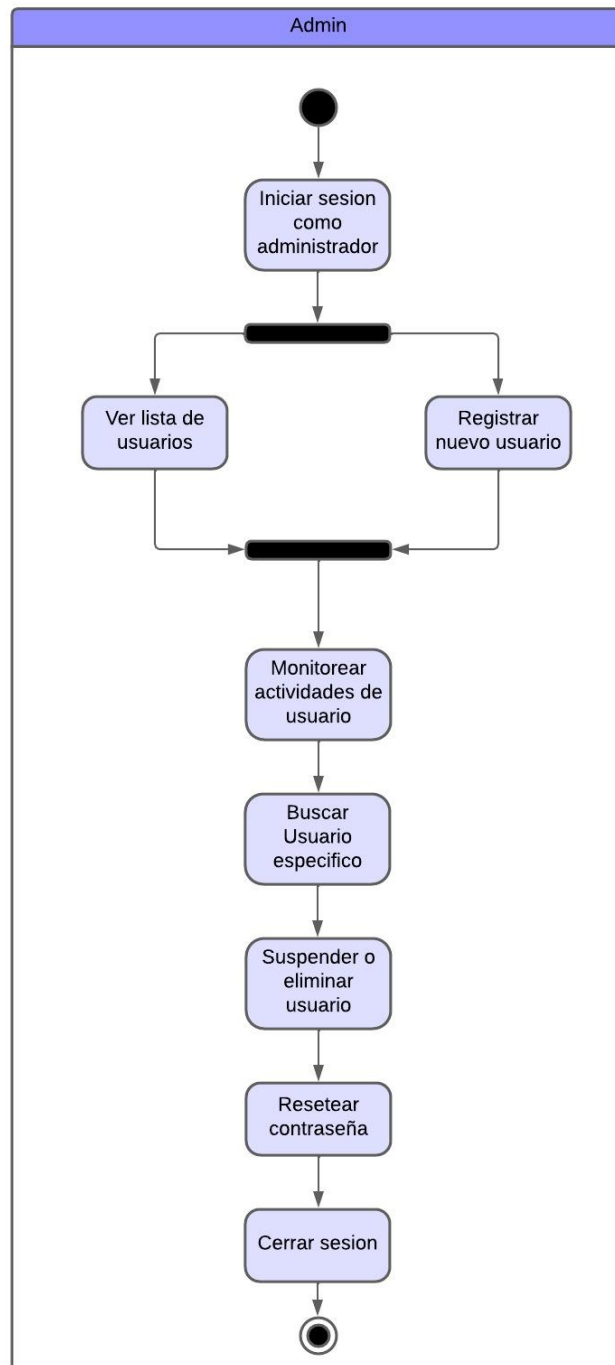 Admin
Iniciar sesion
como
administrador
Ver lista de
usuarios
Registrar
nuevo usuario
Monitorear
actividades de
usuario
Buscar
Usuario
especifico
Suspender o
eliminar
usuario
Resetear
contraseña
Cerrar sesion